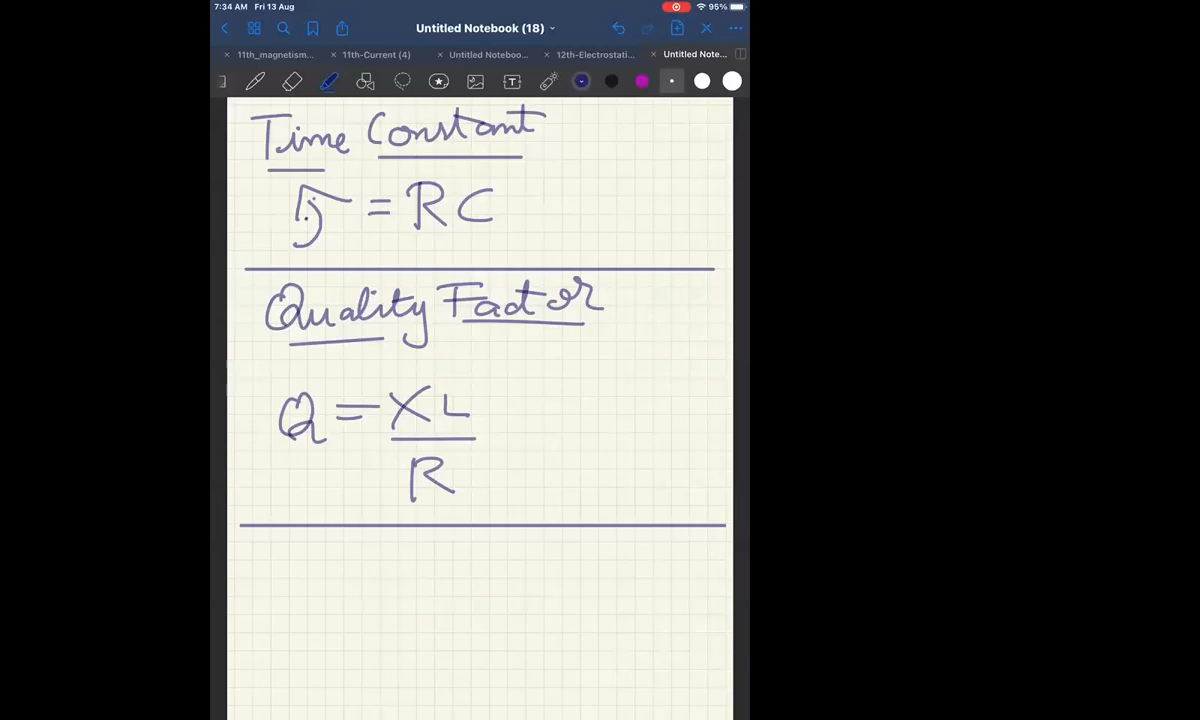 7:34 AM Fri 13 Aug
95%
Untitled Notebook (18)
11th_magnetism...
11th-Current (4)
Untitled Noteboo...
12th-Electrostati...
Untitled Note...
Time Constant
= RC
Quality Factor
Q = XL
R